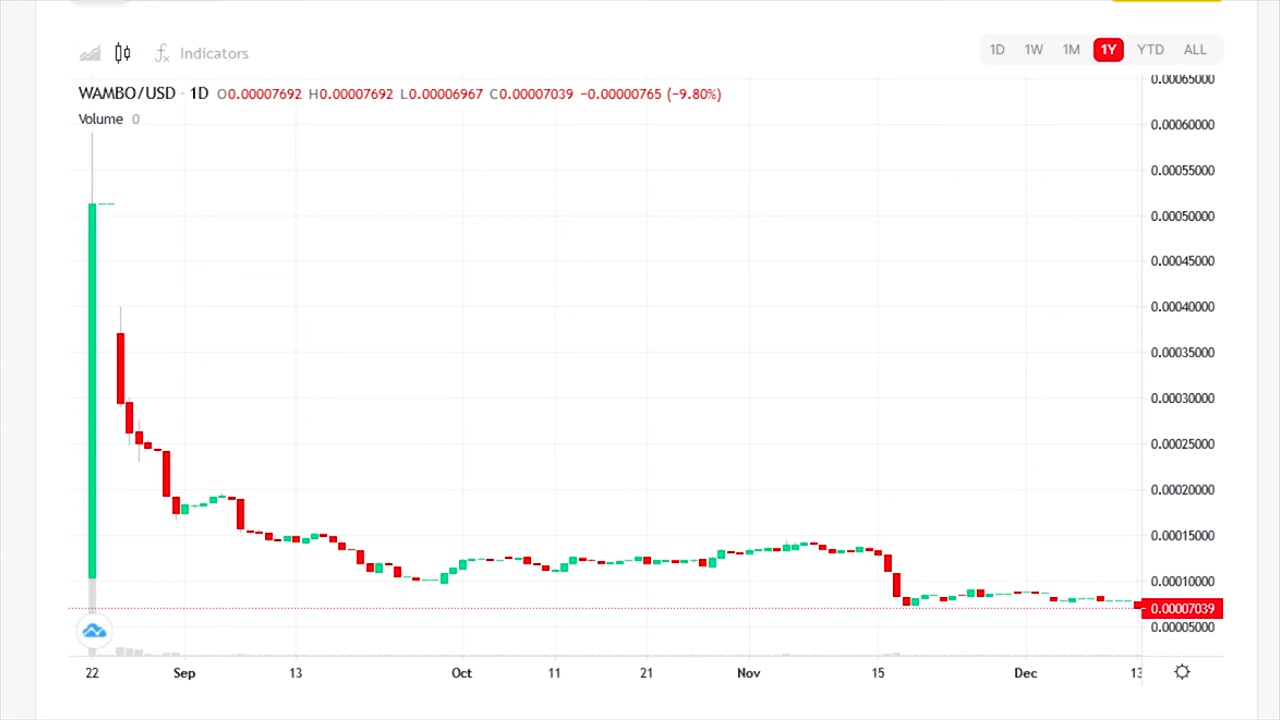 fx Indicators
1D 1W 1M 1Y YTD ALL
WAMBO/USD · 1D O0.00007692 H0.00007692 L0.00006967 C0.00007039 −0.00000765 (−9.80%)
Volume 0
0.00065000
0.00060000
0.00055000
0.00050000
0.00045000
0.00040000
0.00035000
0.00030000
0.00025000
0.00020000
0.00015000
0.00010000
0.00007039
0.00005000
22 Sep 13 Oct 11 21 Nov 15 Dec 13